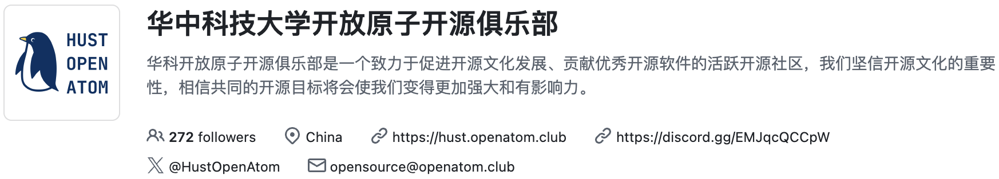 HUST
OPEN
ATOM
华中科技大学开放原子开源俱乐部
华科开放原子开源俱乐部是一个致力于促进开源文化发展、贡献优秀开源软件的活跃开源社区，我们坚信开源文化的重要
性，相信共同的开源目标将会使我们变得更加强大和有影响力。
272 followers China https://hust.openatom.club https://discord.gg/EMJqcQCCpW
@HustOpenAtom opensource@openatom.club